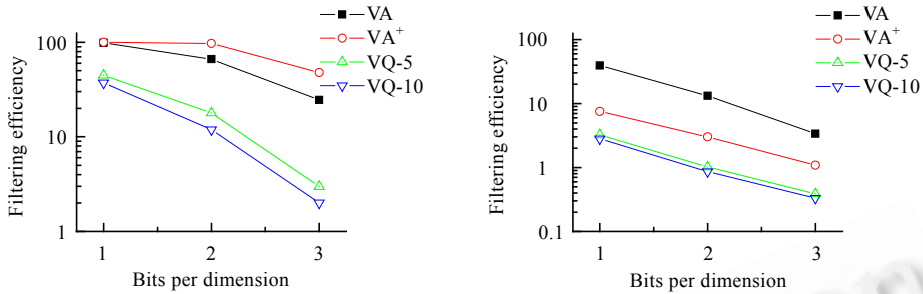 VA
VA⁺
VQ-5
VQ-10
100
10
1
Filtering efficiency
1 2 3
Bits per dimension
VA
VA⁺
VQ-5
VQ-10
100
10
1
0.1
Filtering efficiency
1 2 3
Bits per dimension